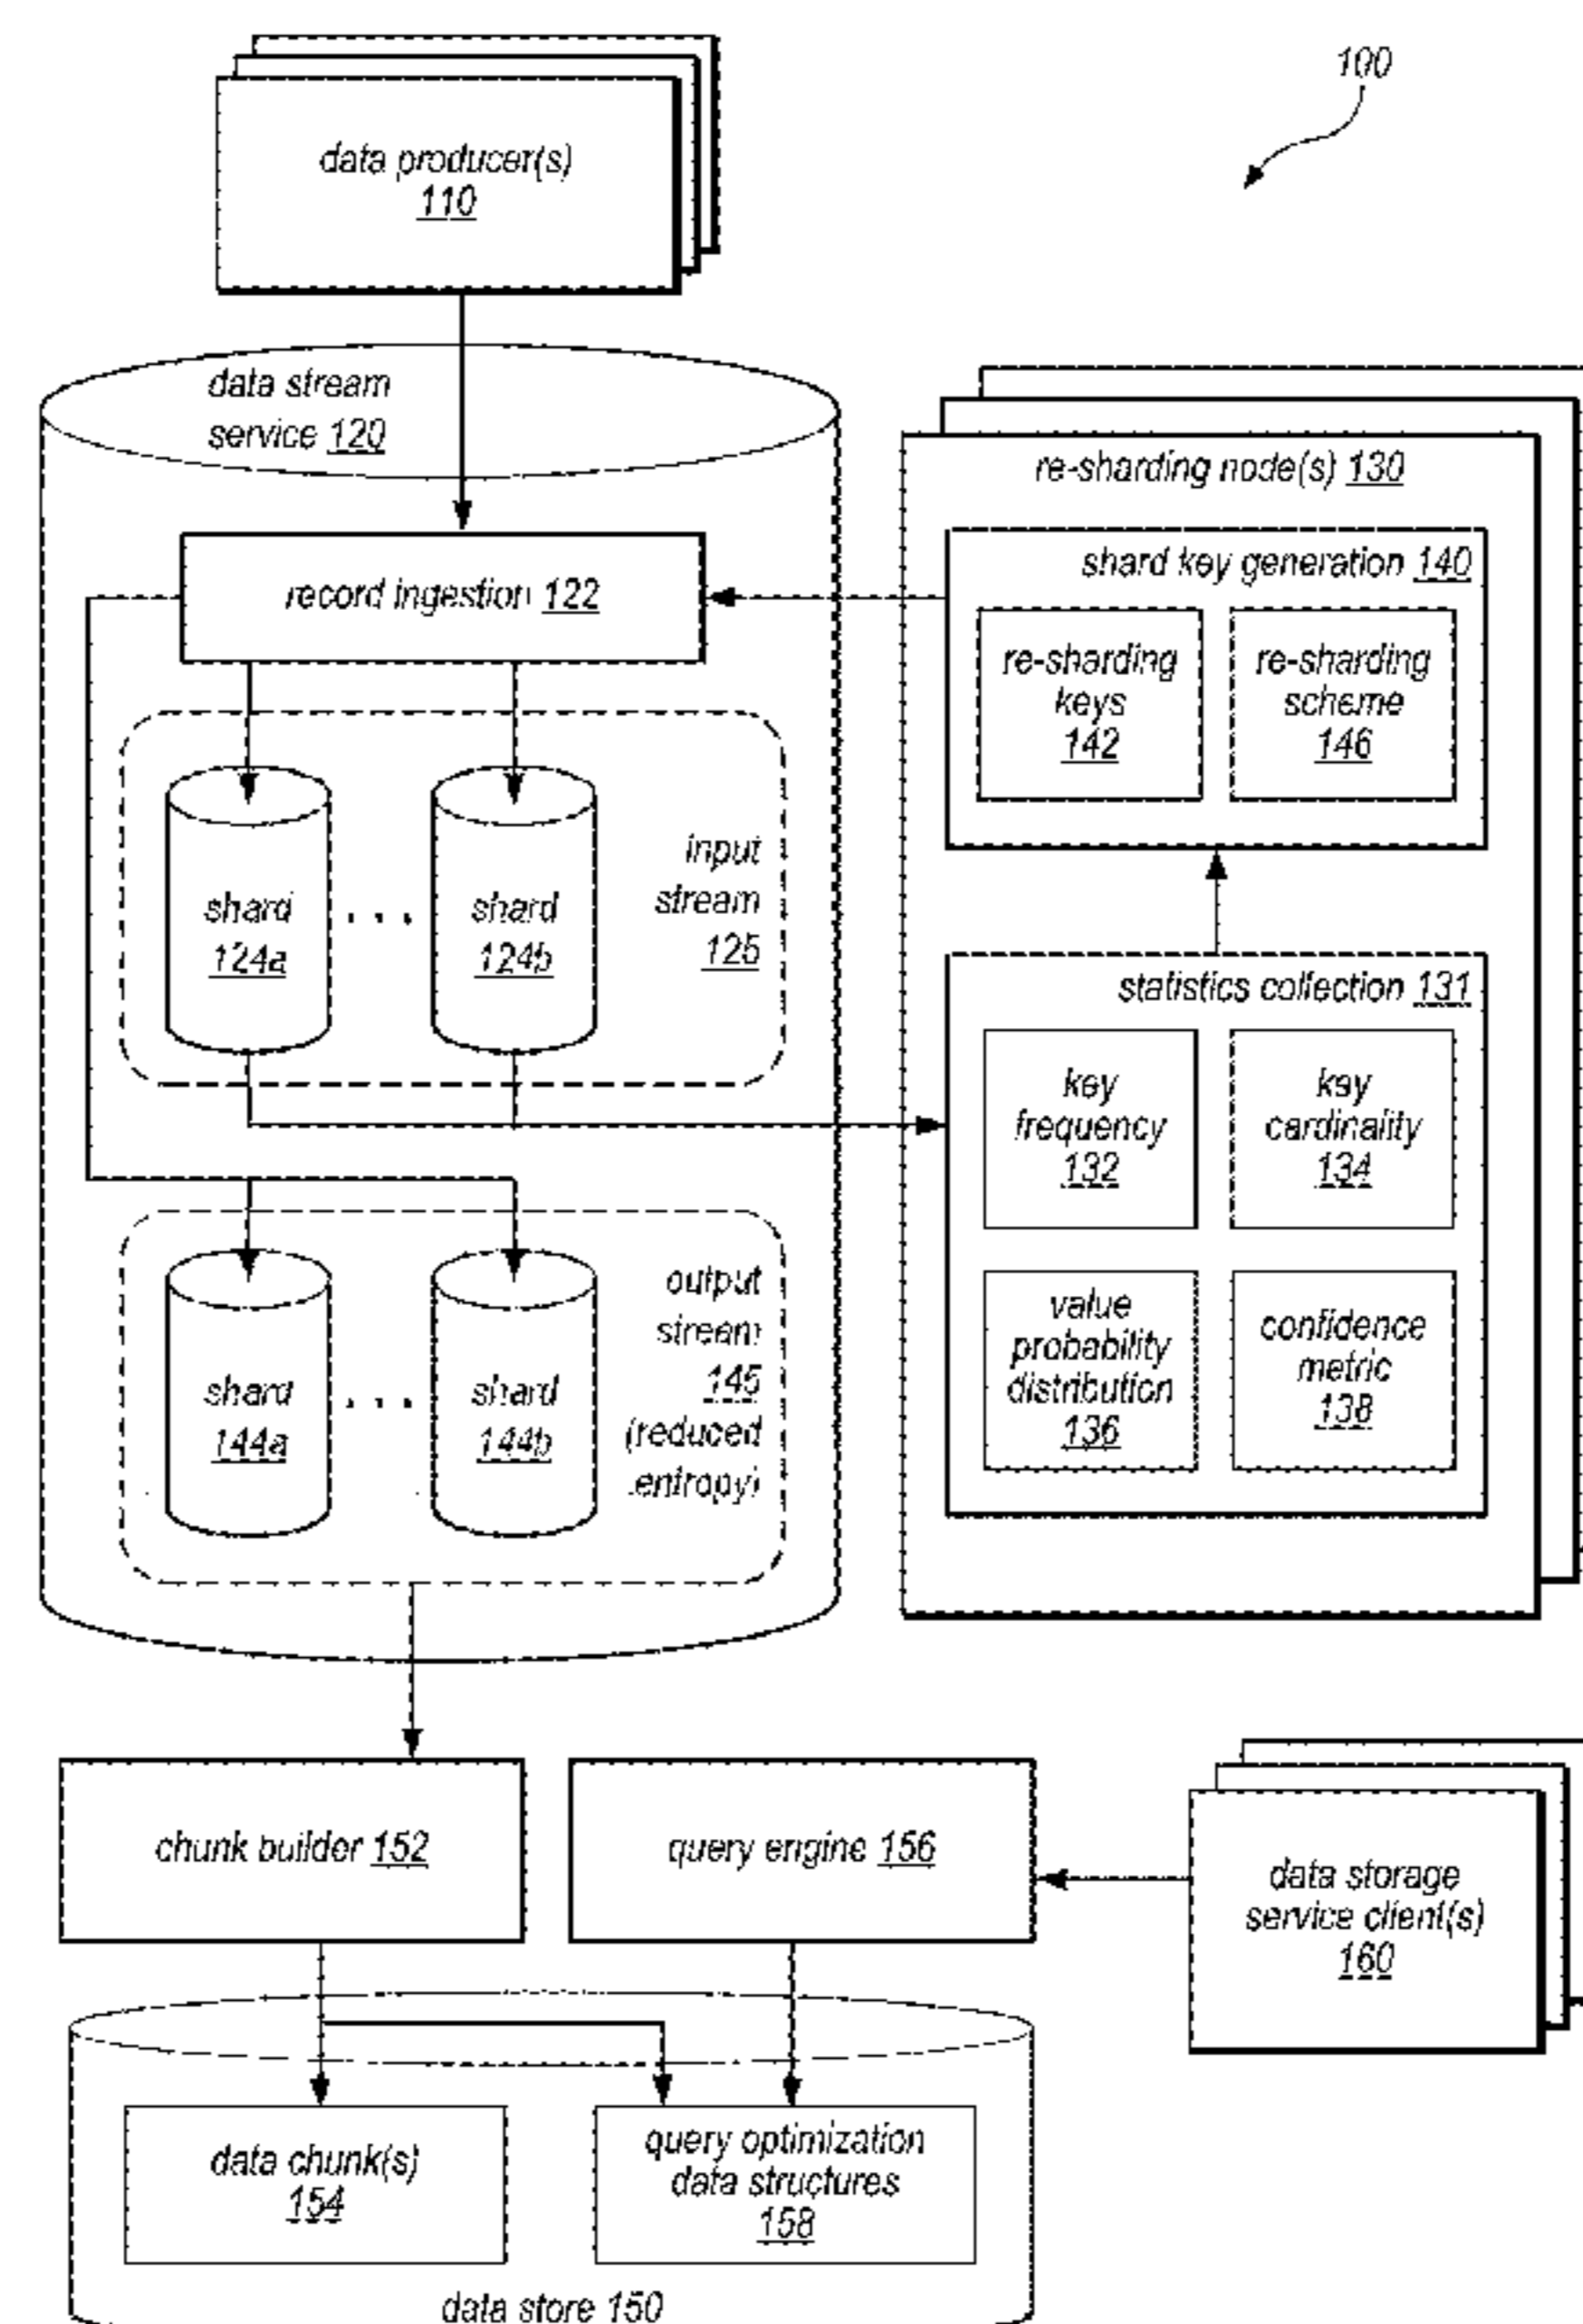 100
data producer(s)
110
data stream
service 120
record ingestion 122
input
stream
125
shard
124a
. . .
shard
124b
output
stream
145
(reduced
entropy)
shard
144a
. . .
shard
144b
re-sharding node(s) 130
shard key generation 140
re-sharding
keys
142
re-sharding
scheme
146
statistics collection 131
key
frequency
132
key
cardinality
134
value
probability
distribution
136
confidence
metric
138
chunk builder 152
query engine 156
data storage
service client(s)
160
data chunk(s)
154
query optimization
data structures
158
data store 150